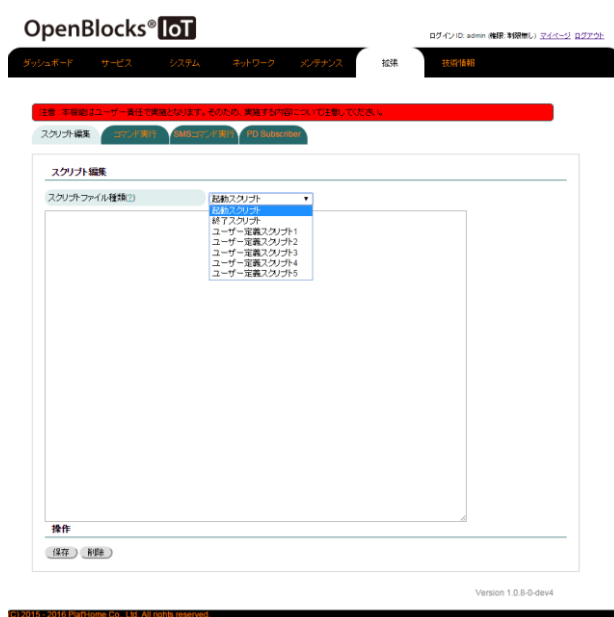 OpenBlocks® IoT
ログインID: admin (権限: 制限無し) マイページ ログアウト
ダッシュボード サービス システム ネットワーク メンテナンス 拡張 技術情報
注意：本機能はユーザー責任で実施となります。そのため、実施する内容について注意してください。
スクリプト編集 コマンド実行 SMSコマンド実行 PD Subscriber
スクリプト編集
スクリプトファイル種類(?) 起動スクリプト
起動スクリプト
終了スクリプト
ユーザー定義スクリプト1
ユーザー定義スクリプト2
ユーザー定義スクリプト3
ユーザー定義スクリプト4
ユーザー定義スクリプト5
操作
保存 削除
Version 1.0.8-0-dev4
(C) 2015 - 2016 Plat'Home Co., Ltd. All rights reserved.